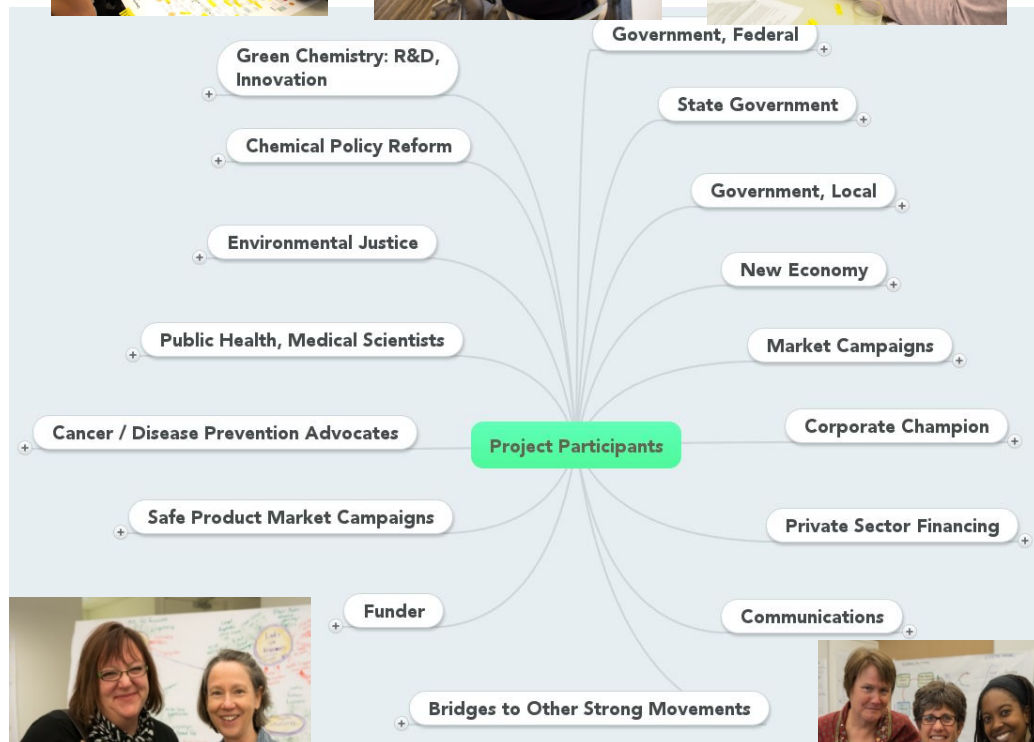 Green Chemistry: R&D,
Innovation
Chemical Policy Reform
Environmental Justice
Public Health, Medical Scientists
Cancer / Disease Prevention Advocates
Safe Product Market Campaigns
Funder
Project Participants
Government, Federal
State Government
Government, Local
New Economy
Market Campaigns
Corporate Champion
Private Sector Financing
Communications
Bridges to Other Strong Movements